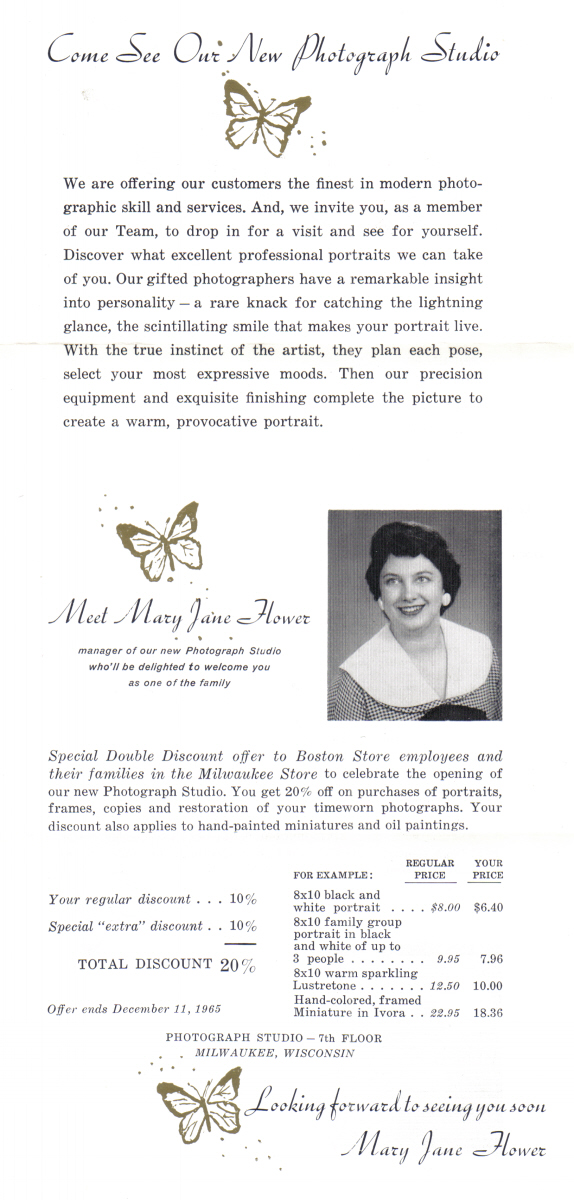 Come See Our New Photograph Studio
We are offering our customers the finest in modern photo-
graphic skill and services. And, we invite you, as a member
of our Team, to drop in for a visit and see for yourself.
Discover what excellent professional portraits we can take
of you. Our gifted photographers have a remarkable insight
into personality – a rare knack for catching the lightning
glance, the scintillating smile that makes your portrait live.
With the true instinct of the artist, they plan each pose,
select your most expressive moods. Then our precision
equipment and exquisite finishing complete the picture to
create a warm, provocative portrait.
Meet Mary Jane Flower
manager of our new Photograph Studio
who'll be delighted to welcome you
as one of the family
Special Double Discount offer to Boston Store employees and
their families in the Milwaukee Store to celebrate the opening of
our new Photograph Studio. You get 20% off on purchases of portraits,
frames, copies and restoration of your timeworn photographs. Your
discount also applies to hand-painted miniatures and oil paintings.
Your regular discount . . . 10%
Special "extra" discount . . 10%
TOTAL DISCOUNT 20%
Offer ends December 11, 1965
REGULAR YOUR
FOR EXAMPLE: PRICE PRICE
8x10 black and
white portrait . . . . $8.00 $6.40
8x10 family group
portrait in black
and white of up to
3 people . . . . . . . . 9.95 7.96
8x10 warm sparkling
Lustretone . . . . . . . 12.50 10.00
Hand-colored, framed
Miniature in Ivora . . 22.95 18.36
PHOTOGRAPH STUDIO – 7th FLOOR
MILWAUKEE, WISCONSIN
Looking forward to seeing you soon
Mary Jane Flower